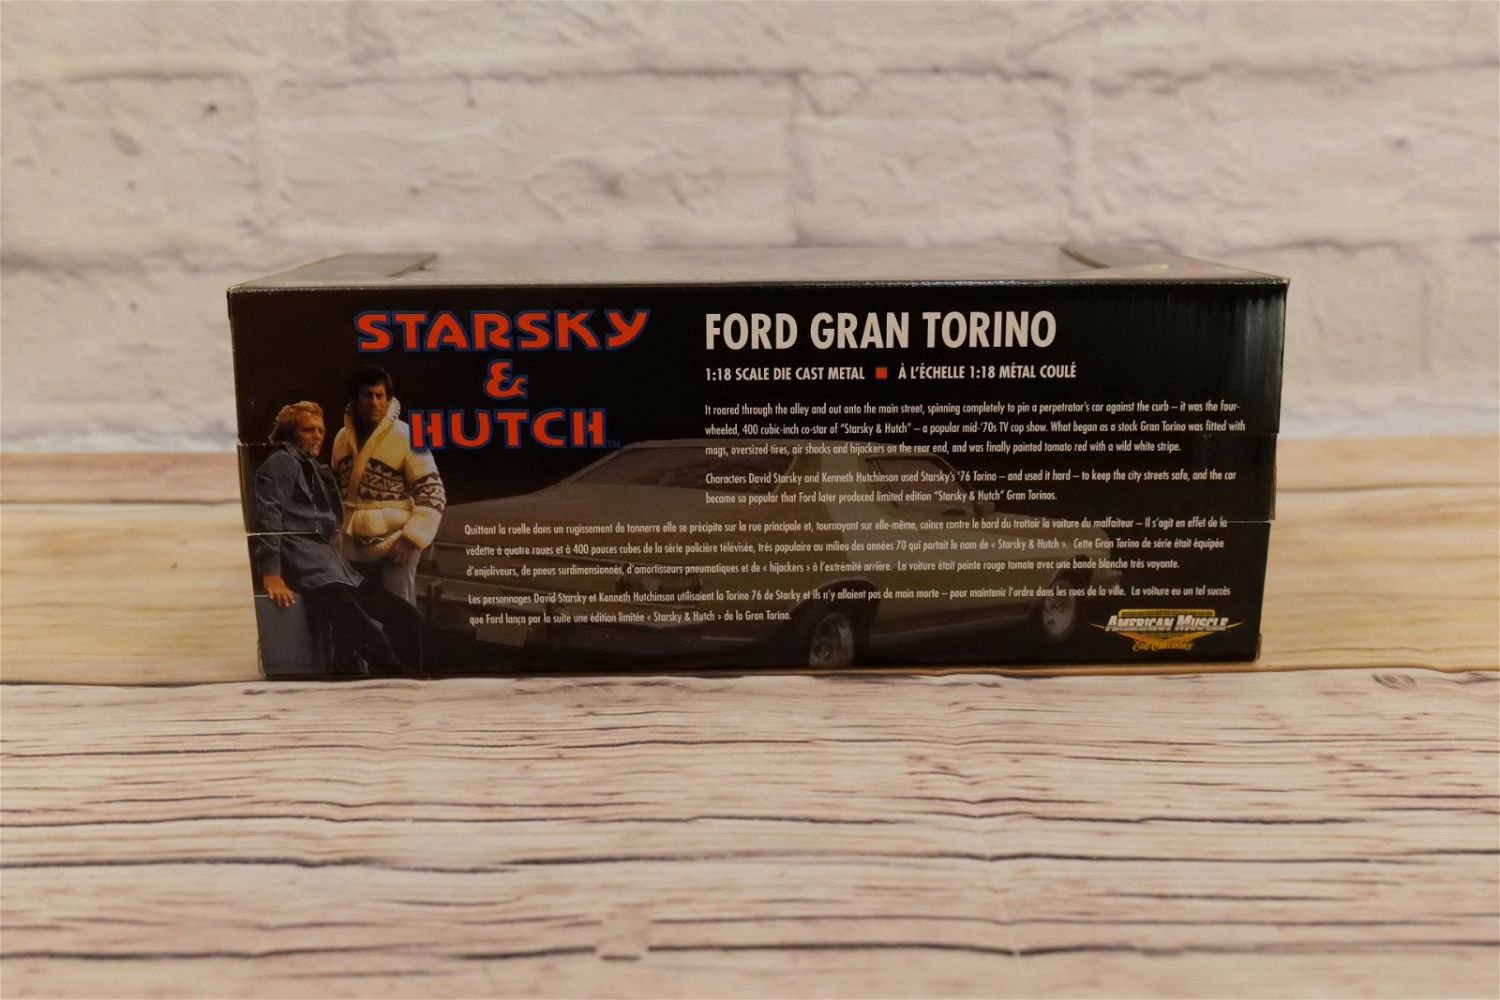 STARSKY
&
HUTCH™
FORD GRAN TORINO
1:18 SCALE DIE CAST METAL ■ À L'ÉCHELLE 1:18 MÉTAL COULÉ
It roared through the alley and out onto the main street, spinning completely to pin a perpetrator's car against the curb – it was the four-
wheeled, 400 cubic-inch co-star of "Starsky & Hutch" – a popular mid-'70s TV cop show. What began as a stock Gran Torino was fitted with
mags, oversized tires, air shocks and hijackers on the rear end, and was finally painted tomato red with a wild white stripe.
Characters David Starsky and Kenneth Hutchinson used Starsky's '76 Torino – and used it hard – to keep the city streets safe, and the car
became so popular that Ford later produced limited edition "Starsky & Hutch" Gran Torinos.
Quittant la ruelle dans un rugissement de tonnerre elle se précipite sur la rue principale et, tournoyant sur elle-même, coince contre le bord du trottoir la voiture du malfaiteur – Il s'agit en effet de la
vedette à quatre roues et à 400 pouces cubes de la série policière télévisée, très populaire au milieu des années 70 qui portait le nom de « Starsky & Hutch ». Cette Gran Torino de série était équipée
d'enjoliveurs, de pneus surdimensionnés, d'amortisseurs pneumatiques et de « hijackers » à l'extrémité arrière. La voiture était peinte rouge tomate avec une bande blanche très voyante.
Les personnages David Starsky et Kenneth Hutchinson utilisaient la Torino 76 de Starky et ils n'y allaient pas de main morte – pour maintenir l'ordre dans les rues de la ville. La voiture eu un tel succès
que Ford lança par la suite une édition limitée « Starsky & Hutch » de la Gran Torino.
AMERICAN MUSCLE